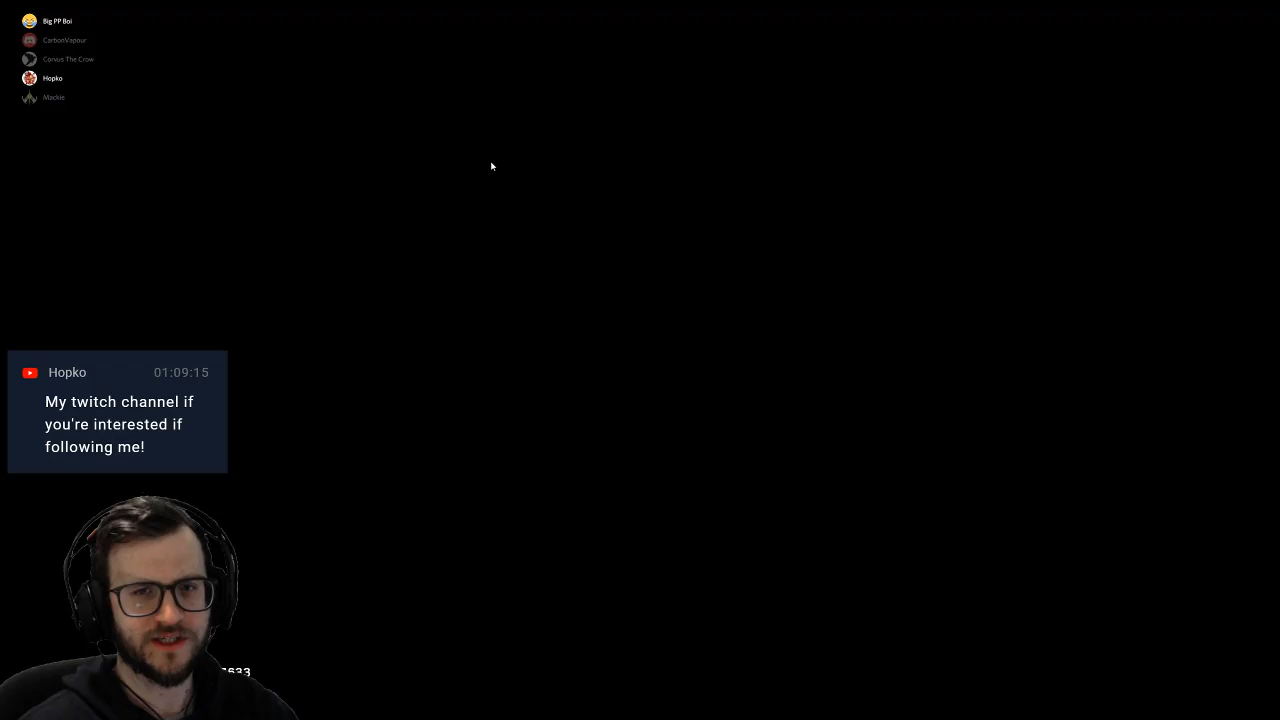 Big PP Boi
CarbonVapour
Corvus The Crow
Hopko
Mackie
Hopko 01:09:15
My twitch channel if
you're interested if
following me!
633